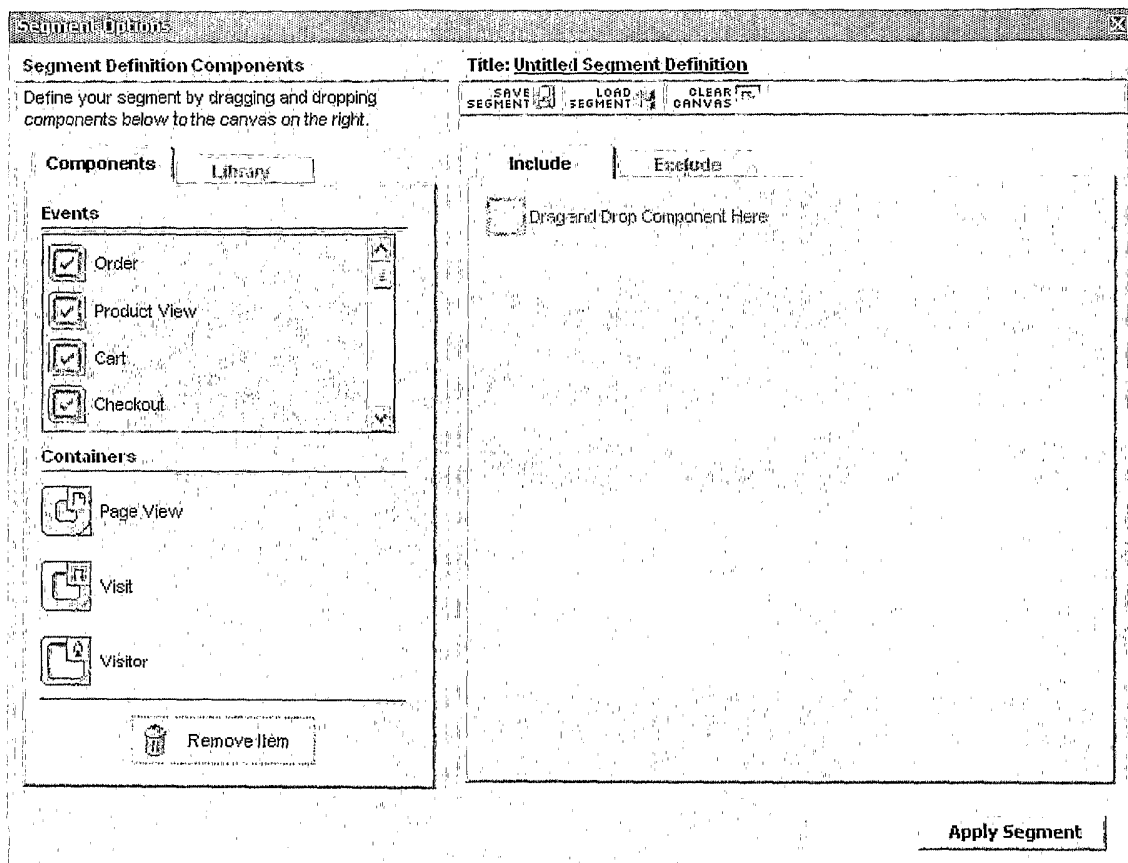 Segment Options
Segment Definition Components
Define your segment by dragging and dropping
components below to the canvas on the right.
Components
Library
Events
Order
Product View
Cart
Checkout
Containers
Page View
Visit
Visitor
Remove Item
Title: Untitled Segment Definition
SAVE SEGMENT
LOAD SEGMENT
CLEAR CANVAS
Include
Exclude
Drag and Drop Component Here
Apply Segment